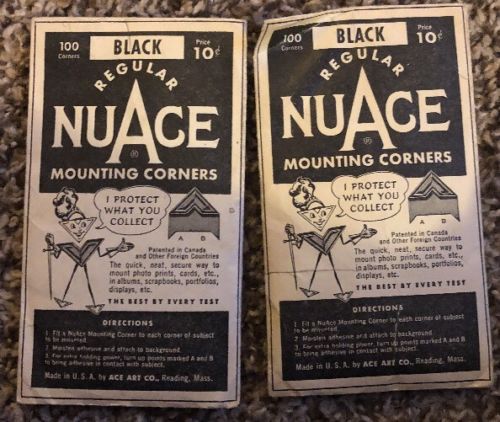 100
Corners
BLACK
Price
10¢
REGULAR
NUACE
®
MOUNTING CORNERS
I PROTECT
WHAT YOU
COLLECT
A B
Patented in Canada
and Other Foreign Countries
The quick, neat, secure way to
mount photo prints, cards, etc.,
in albums, scrapbooks, portfolios,
displays, etc.
THE BEST BY EVERY TEST
DIRECTIONS
1. Fit a NuAce Mounting Corner to each corner of subject
to be mounted.
2. Moisten adhesive and attach to background.
3. For extra holding power, turn up points marked A and B
to bring adhesive in contact with subject.
Made in U. S. A. by ACE ART CO., Reading, Mass.
100
Corners
BLACK
Price
10¢
REGULAR
NUACE
®
MOUNTING CORNERS
I PROTECT
WHAT YOU
COLLECT
A B
Patented in Canada
and Other Foreign Countries
The quick, neat, secure way to
mount photo prints, cards, etc.,
in albums, scrapbooks, portfolios,
displays, etc.
THE BEST BY EVERY TEST
DIRECTIONS
1. Fit a NuAce Mounting Corner to each corner of subject
to be mounted.
2. Moisten adhesive and attach to background.
3. For extra holding power, turn up points marked A and B
to bring adhesive in contact with subject.
Made in U. S. A. by ACE ART CO., Reading, Mass.